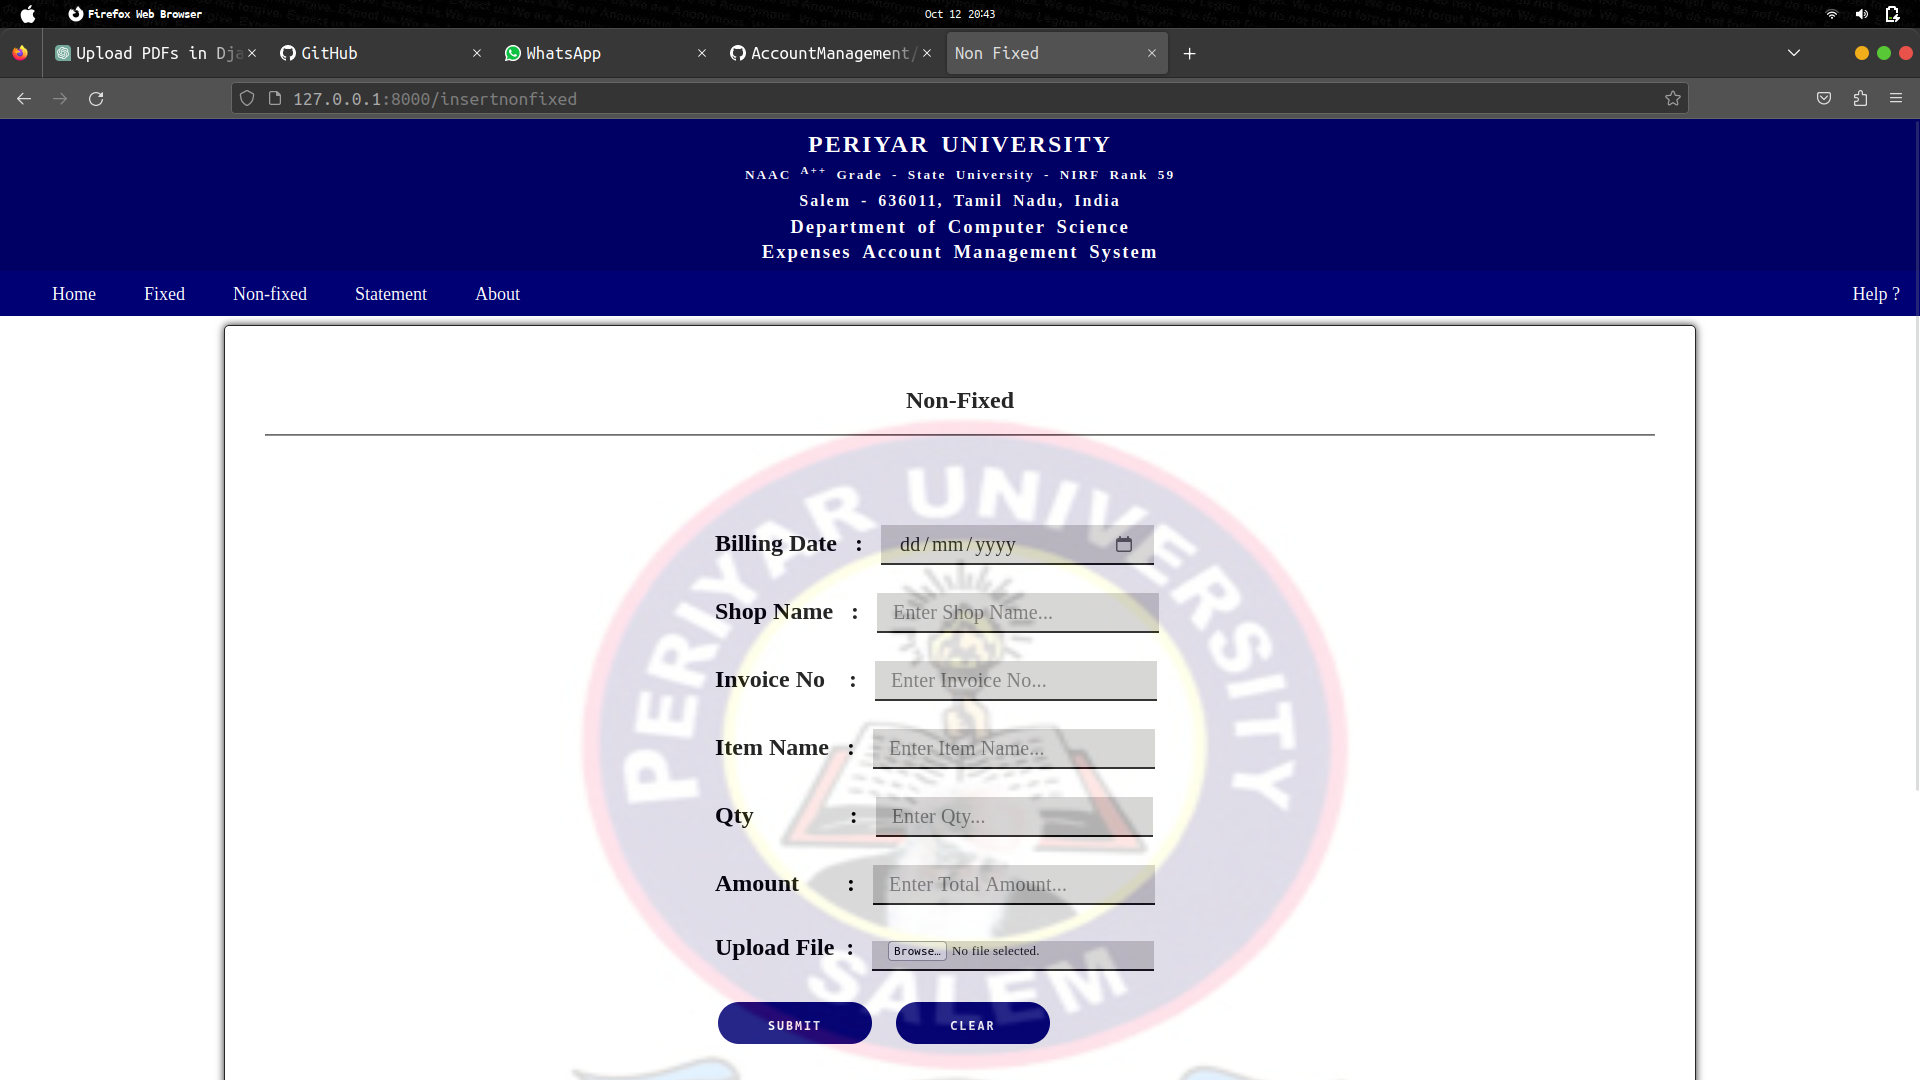 Firefox Web Browser
Oct 12 20:43
Upload PDFs in Dja
GitHub
WhatsApp
AccountManagement/
Non Fixed
127.0.0.1:8000/insertnonfixed
PERIYAR UNIVERSITY
NAAC A++ Grade - State University - NIRF Rank 59
Salem - 636011, Tamil Nadu, India
Department of Computer Science
Expenses Account Management System
Home Fixed Non-fixed Statement About Help ?
Non-Fixed
PERIYAR UNIVERSITY
Billing Date : dd/mm/yyyy
Shop Name : Enter Shop Name...
Invoice No : Enter Invoice No...
Item Name : Enter Item Name...
Qty : Enter Qty...
Amount : Enter Total Amount...
Upload File : Browse... No file selected.
SALEM
SUBMIT CLEAR